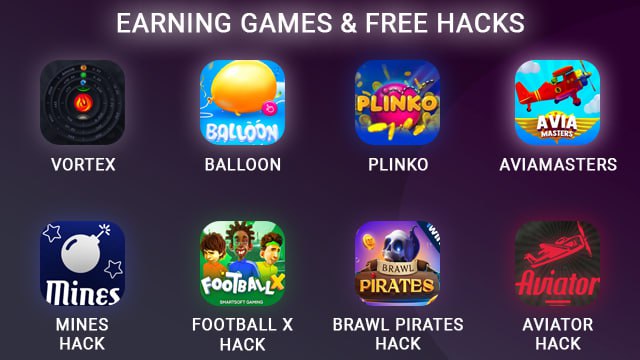 EARNING GAMES & FREE HACKS
BALLOON
PLINKO
AVIA
MASTERS
VORTEX
BALLOON
PLINKO
AVIAMASTERS
Mines
FOOTBALL X
SMARTSOFT GAMING
BRAWL
PIRATES
Aviator
MINES
HACK
FOOTBALL X
HACK
BRAWL PIRATES
HACK
AVIATOR
HACK